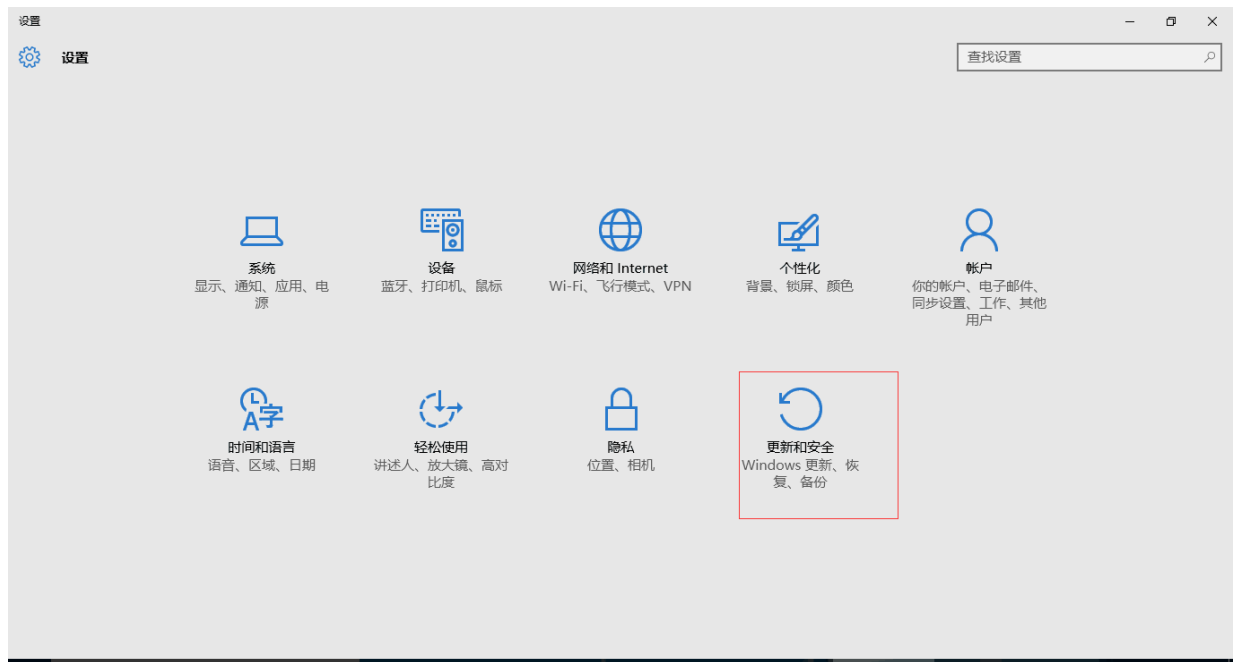 设置
设置
查找设置
系统
显示、通知、应用、电
源
设备
蓝牙、打印机、鼠标
网络和 Internet
Wi-Fi、飞行模式、VPN
个性化
背景、锁屏、颜色
帐户
你的帐户、电子邮件、
同步设置、工作、其他
用户
时间和语言
语音、区域、日期
轻松使用
讲述人、放大镜、高对
比度
隐私
位置、相机
更新和安全
Windows 更新、恢
复、备份